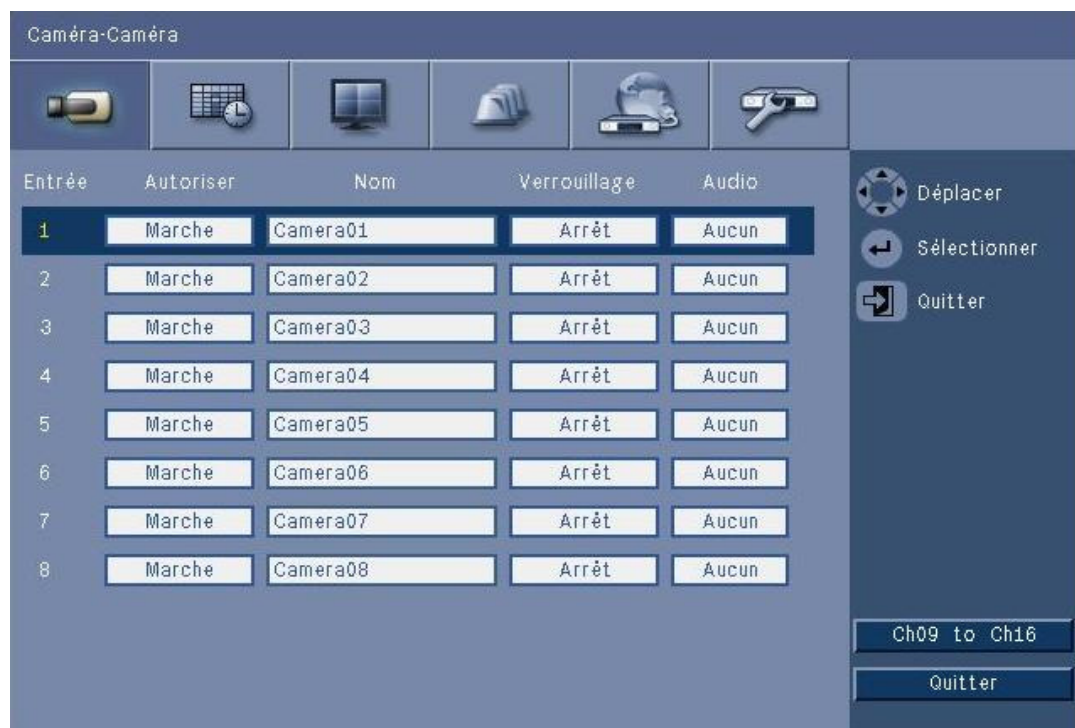 Caméra-Caméra
Entrée Autoriser Nom Verrouillage Audio
1 Marche Camera01 Arrêt Aucun
2 Marche Camera02 Arrêt Aucun
3 Marche Camera03 Arrêt Aucun
4 Marche Camera04 Arrêt Aucun
5 Marche Camera05 Arrêt Aucun
6 Marche Camera06 Arrêt Aucun
7 Marche Camera07 Arrêt Aucun
8 Marche Camera08 Arrêt Aucun
Déplacer
Sélectionner
Quitter
Ch09 to Ch16
Quitter